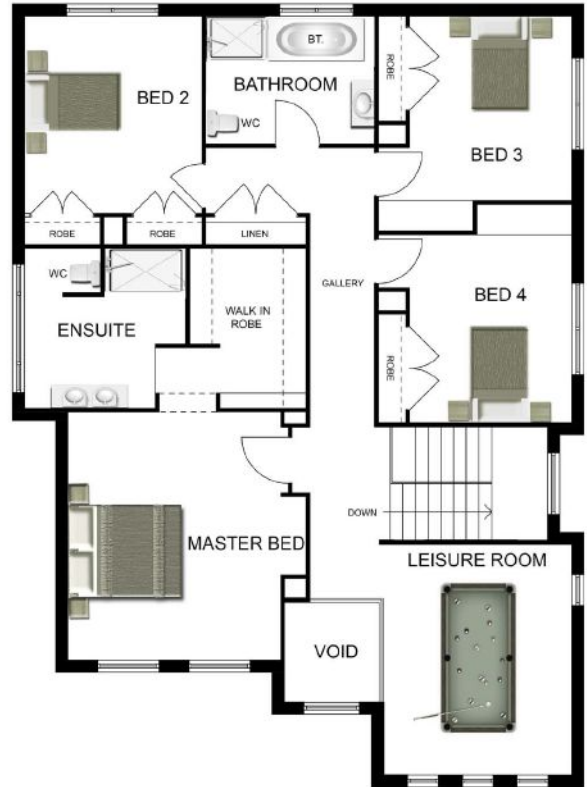 BED 2
BT.
BATHROOM
WC
ROBE
BED 3
ROBE
ROBE
LINEN
WC
ENSUITE
WALK IN
ROBE
GALLERY
BED 4
ROBE
MASTER BED
DOWN
LEISURE ROOM
VOID